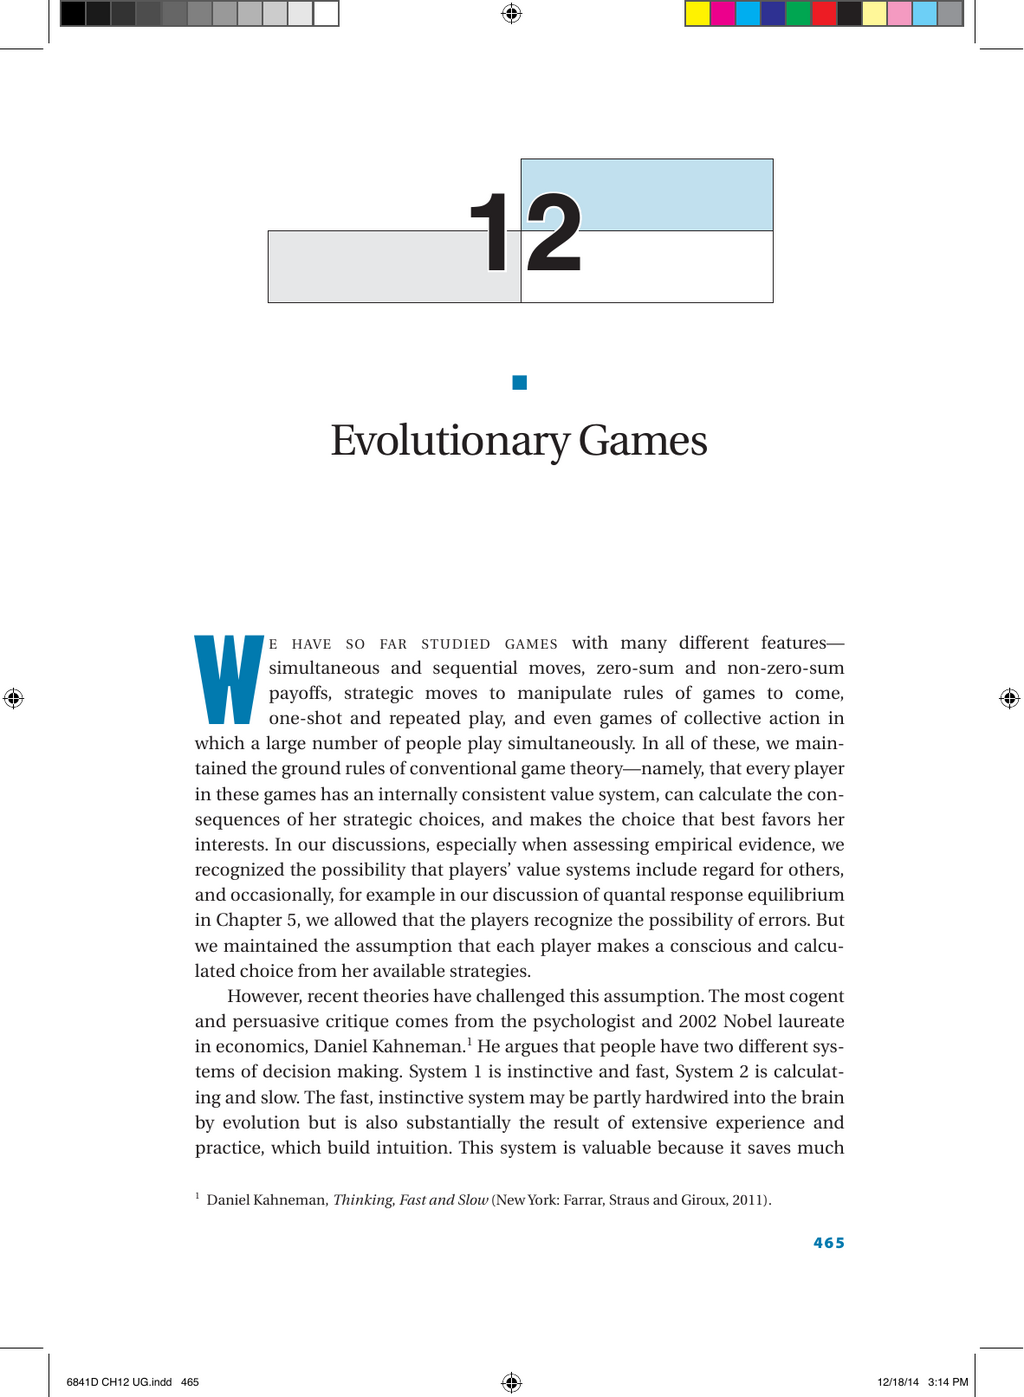 12
Evolutionary Games
WE HAVE SO FAR STUDIED GAMES with many different features—
simultaneous and sequential moves, zero-sum and non-zero-sum
payoffs, strategic moves to manipulate rules of games to come,
one-shot and repeated play, and even games of collective action in
which a large number of people play simultaneously. In all of these, we main-
tained the ground rules of conventional game theory—namely, that every player
in these games has an internally consistent value system, can calculate the con-
sequences of her strategic choices, and makes the choice that best favors her
interests. In our discussions, especially when assessing empirical evidence, we
recognized the possibility that players’ value systems include regard for others,
and occasionally, for example in our discussion of quantal response equilibrium
in Chapter 5, we allowed that the players recognize the possibility of errors. But
we maintained the assumption that each player makes a conscious and calcu-
lated choice from her available strategies.
However, recent theories have challenged this assumption. The most cogent
and persuasive critique comes from the psychologist and 2002 Nobel laureate
in economics, Daniel Kahneman.1 He argues that people have two different sys-
tems of decision making. System 1 is instinctive and fast, System 2 is calculat-
ing and slow. The fast, instinctive system may be partly hardwired into the brain
by evolution but is also substantially the result of extensive experience and
practice, which build intuition. This system is valuable because it saves much
1 Daniel Kahneman, Thinking, Fast and Slow (New York: Farrar, Straus and Giroux, 2011).
465
6841D CH12 UG.indd 465
12/18/14 3:14 PM